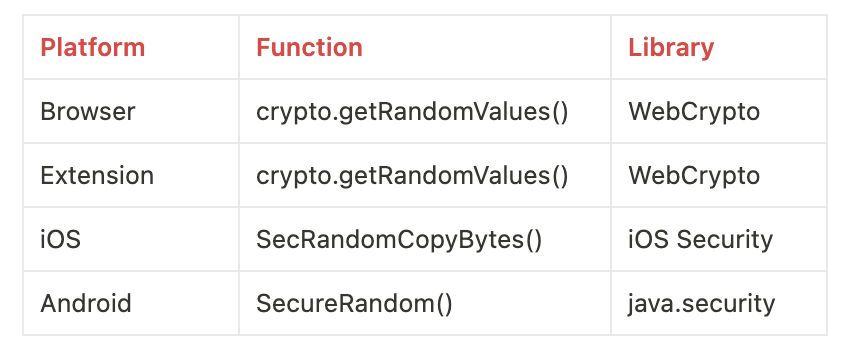 Platform Function Library
Browser crypto.getRandomValues() WebCrypto
Extension crypto.getRandomValues() WebCrypto
iOS SecRandomCopyBytes() iOS Security
Android SecureRandom() java.security